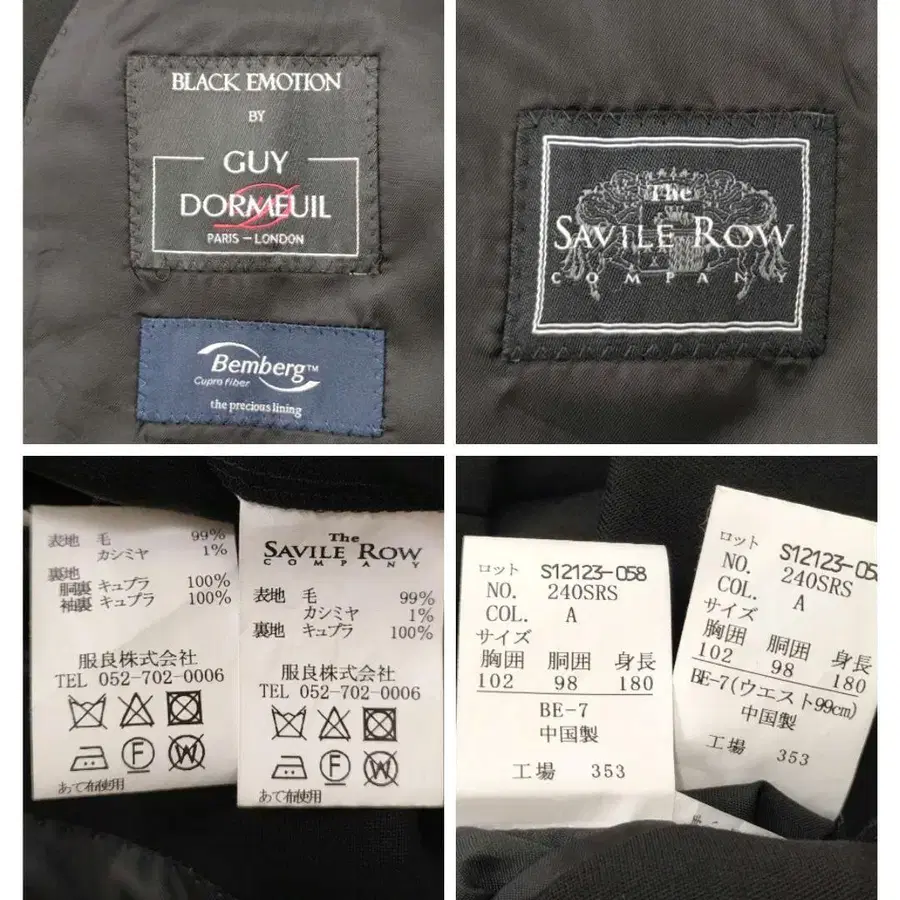 BLACK EMOTION
BY
GUY
DORMEUIL
PARIS – LONDON
Bemberg™
Cupro fiber
the precious lining
The
SAVILE ROW
COMPANY
表地 毛 99%
カシミヤ 1%
裏地
胴裏 キュプラ 100%
袖裏 キュプラ 100%
服良株式会社
TEL 052-702-0006
F W
あて布使用
The
SAVILE ROW
COMPANY
表地 毛 99%
カシミヤ 1%
裏地 キュプラ 100%
服良株式会社
TEL 052-702-0006
F W
あて布使用
ロット S12123-058
NO. 240SRS
COL. A
サイズ
胸囲 胴囲 身長
102 98 180
BE-7
中国製
工場 353
ロット S12123-058
NO. 240SRS
COL. A
サイズ
胸囲 胴囲 身長
102 98 180
BE-7(ウエスト99cm)
中国製
工場 353